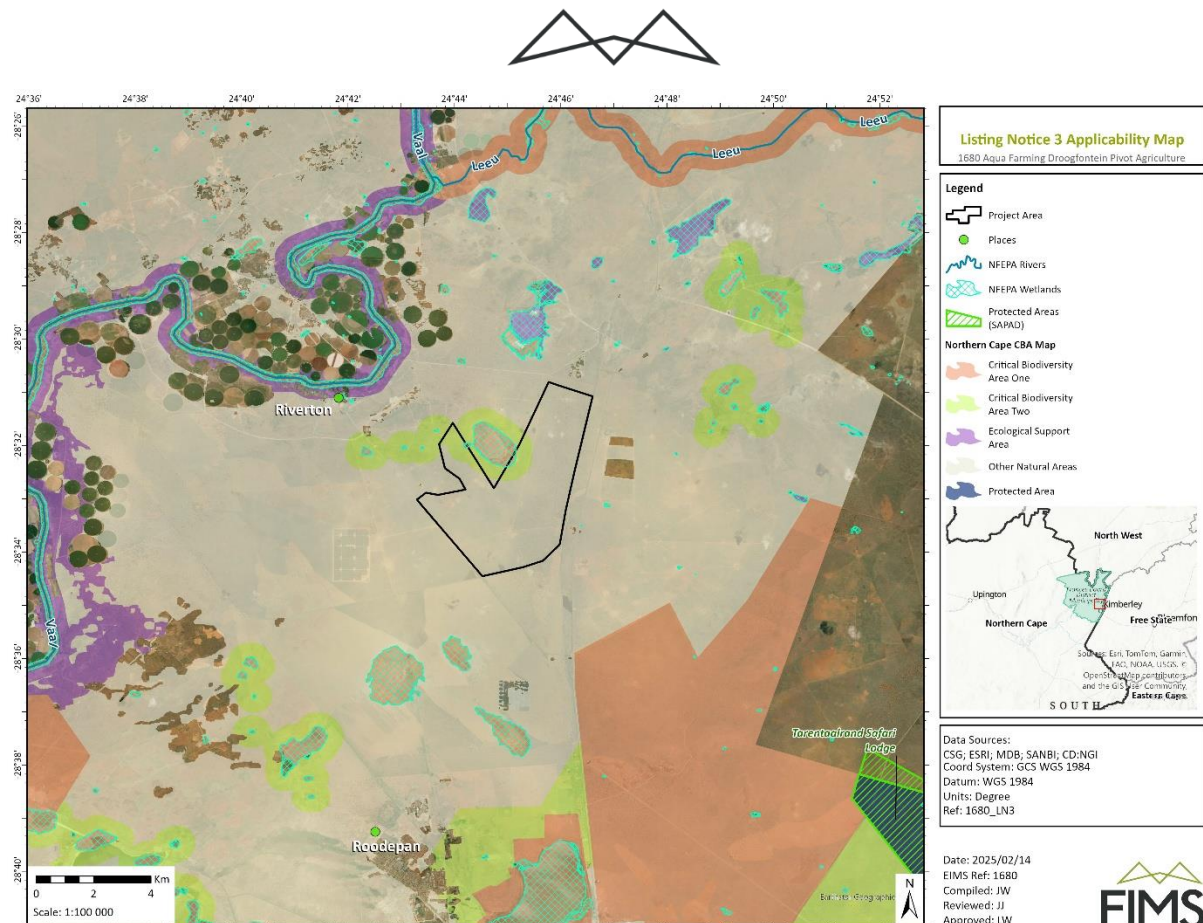 24°36' 24°38' 24°40' 24°42' 24°44' 24°46' 24°48' 24°50' 24°52'
28°26'
28°28'
28°30'
28°32'
28°34'
28°36'
28°38'
28°40'
Vaal
Leeu
Leeu
Leeu
Riverton
Vaal
Tarentaalrand Safari
Lodge
Roodepan
Km
0 2 4
Scale: 1:100 000
N
Listing Notice 3 Applicability Map
1680 Aqua Farming Droogfontein Pivot Agriculture
Legend
Project Area
Places
NFEPA Rivers
NFEPA Wetlands
Protected Areas
(SAPAD)
Northern Cape CBA Map
Critical Biodiversity
Area One
Critical Biodiversity
Area Two
Ecological Support
Area
Other Natural Areas
Protected Area
North West
Upington
Kimberley
Northern Cape
Free State
Sources: Esri, TomTom, Garmin,
FAO, NOAA, USGS, ©
OpenStreetMap contributors,
and the GIS User Community,
Eastern Cape
SOUTH
Data Sources:
CSG; ESRI; MDB; SANBI; CD:NGI
Coord System: GCS WGS 1984
Datum: WGS 1984
Units: Degree
Ref: 1680_LN3
Date: 2025/02/14
EIMS Ref: 1680
Compiled: JW
Reviewed: JJ
Approved: LW
EIMS